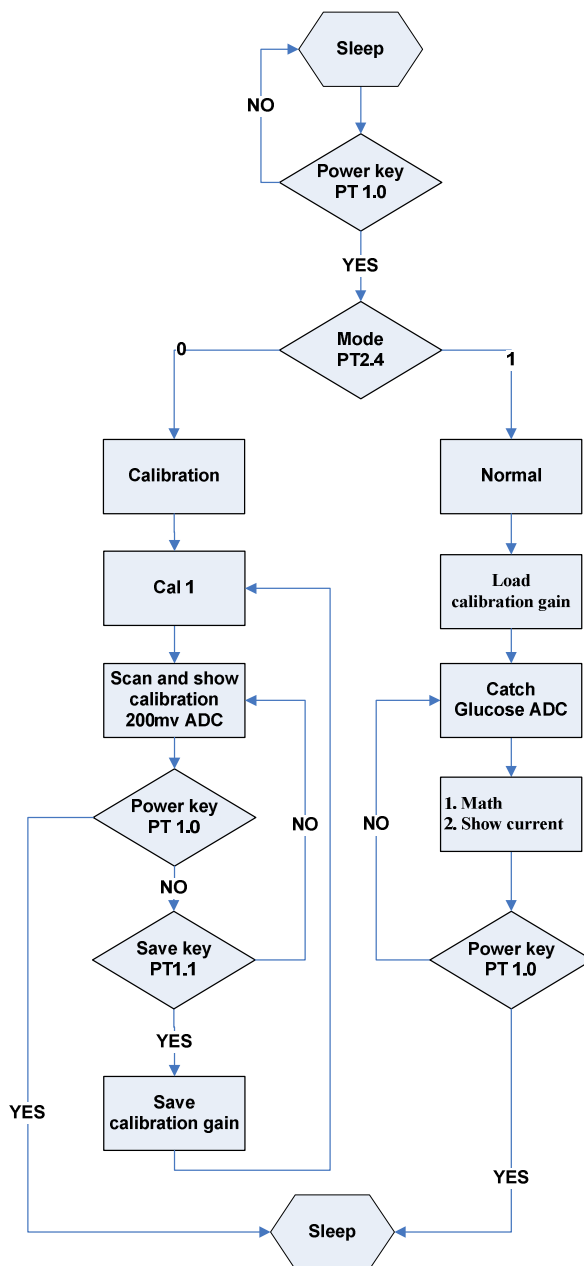 Sleep
NO
Power key
PT 1.0
YES
Mode
PT2.4
0
1
Calibration
Normal
Cal 1
Load
calibration gain
Scan and show
calibration
200mv ADC
Catch
Glucose ADC
Power key
PT 1.0
NO
NO
1. Math
2. Show current
NO
Save key
PT1.1
Power key
PT 1.0
YES
Save
calibration gain
YES
YES
Sleep